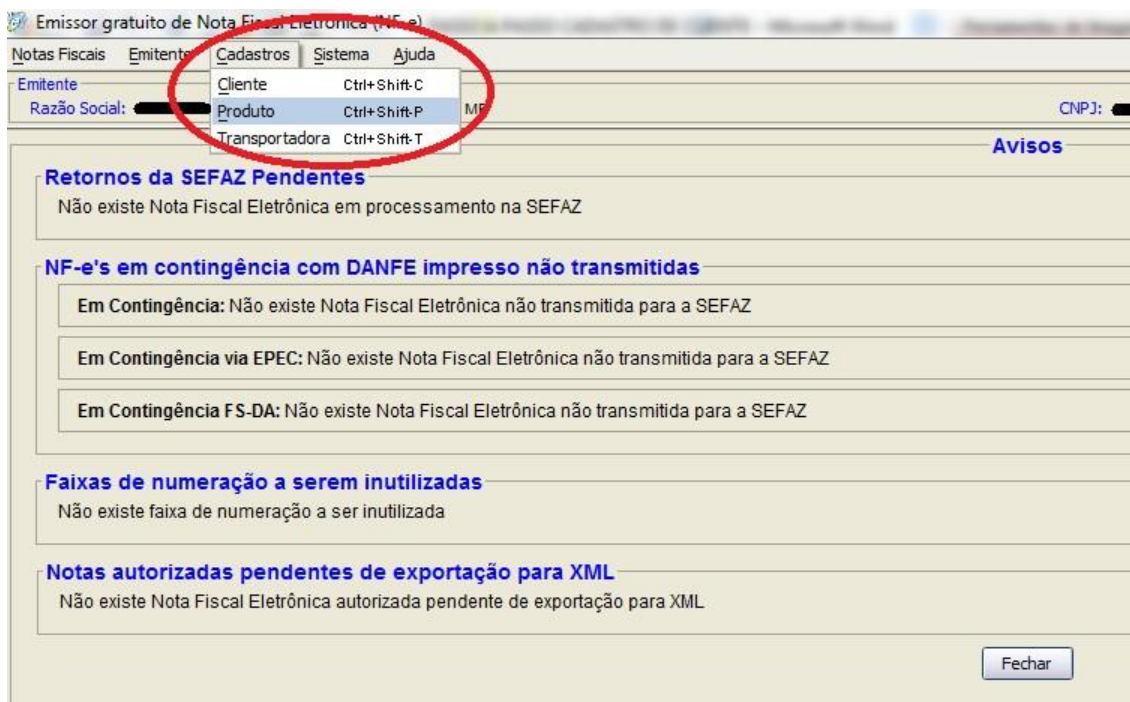 Emissor gratuito de Nota Fiscal Eletrônica (NF-e)
Notas Fiscais Emitente Cadastros Sistema Ajuda
Cliente Ctrl+Shift-C
Produto Ctrl+Shift-P
Transportadora Ctrl+Shift-T
Emitente
Razão Social: ME CNPJ:
Avisos
Retornos da SEFAZ Pendentes
Não existe Nota Fiscal Eletrônica em processamento na SEFAZ
NF-e's em contingência com DANFE impresso não transmitidas
Em Contingência: Não existe Nota Fiscal Eletrônica não transmitida para a SEFAZ
Em Contingência via EPEC: Não existe Nota Fiscal Eletrônica não transmitida para a SEFAZ
Em Contingência FS-DA: Não existe Nota Fiscal Eletrônica não transmitida para a SEFAZ
Faixas de numeração a serem inutilizadas
Não existe faixa de numeração a ser inutilizada
Notas autorizadas pendentes de exportação para XML
Não existe Nota Fiscal Eletrônica autorizada pendente de exportação para XML
Fechar